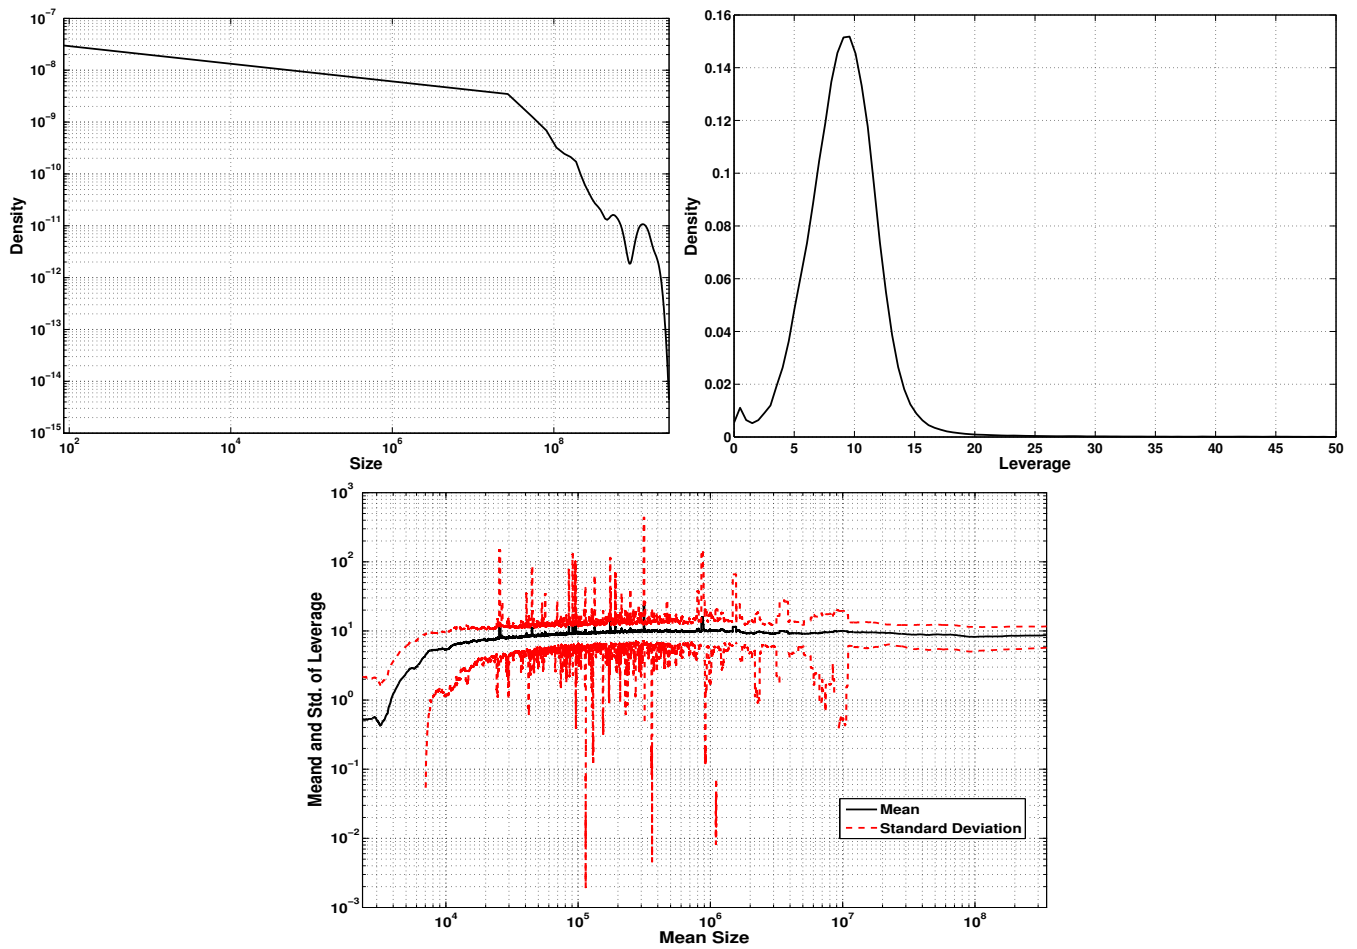 10^-7
10^-8
10^-9
10^-10
10^-11
10^-12
10^-13
10^-14
10^-15
Density
10^2 10^4 10^6 10^8
Size
0.16
0.14
0.12
0.1
0.08
0.06
0.04
0.02
0
Density
0 5 10 15 20 25 30 35 40 45 50
Leverage
10^3
10^2
10^1
10^0
10^-1
10^-2
10^-3
Meand and Std. of Leverage
Mean
Standard Deviation
10^4 10^5 10^6 10^7 10^8
Mean Size